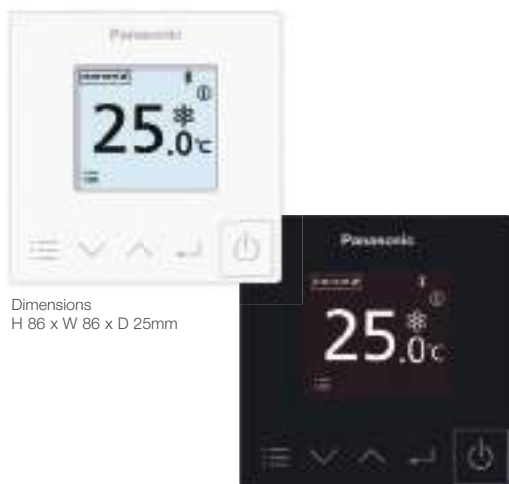 Panasonic
25.0°C
Dimensions
H 86 x W 86 x D 25mm
Panasonic
25.0°C